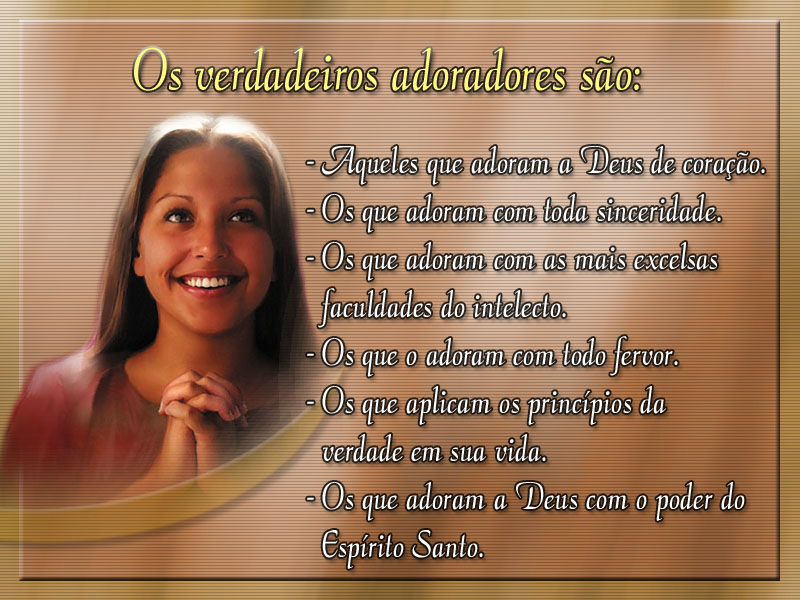 Os verdadeiros adoradores são:
- Aqueles que adoram a Deus de coração.
- Os que adoram com toda sinceridade.
- Os que adoram com as mais excelsas
faculdades do intelecto.
- Os que o adoram com todo fervor.
- Os que aplicam os princípios da
verdade em sua vida.
- Os que adoram a Deus com o poder do
Espírito Santo.